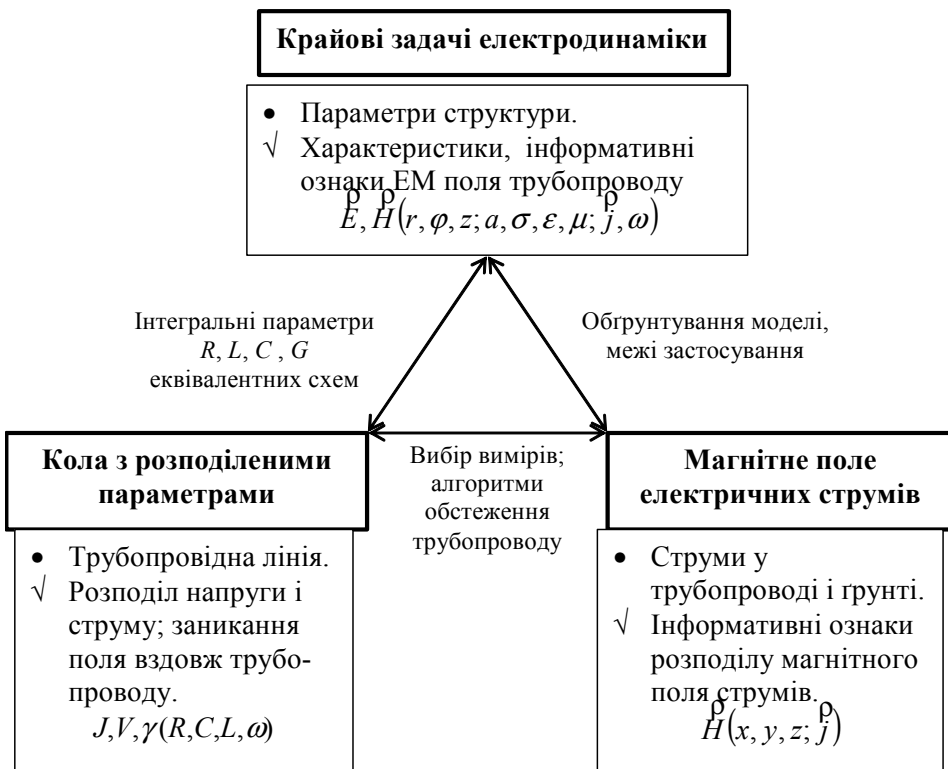 Крайові задачі електродинаміки
• Параметри структури.
√ Характеристики, інформативні
ознаки ЕМ поля трубопроводу
ρ ρ ρ
E, H(r, φ, z; a, σ, ε, μ; j, ω)
Інтегральні параметри
R, L, C , G
еквівалентних схем
Обґрунтування моделі,
межі застосування
Кола з розподіленими
параметрами
Вибір вимірів;
алгоритми
обстеження
трубопроводу
Магнітне поле
електричних струмів
• Трубопровідна лінія.
√ Розподіл напруги і
струму; заникання
поля вздовж трубо-
проводу.
J,V,γ(R,C,L,ω)
• Струми у
трубопроводі і ґрунті.
√ Інформативні ознаки
розподілу магнітного
поля струмів.
ρ ρ
H(x, y, z; j)